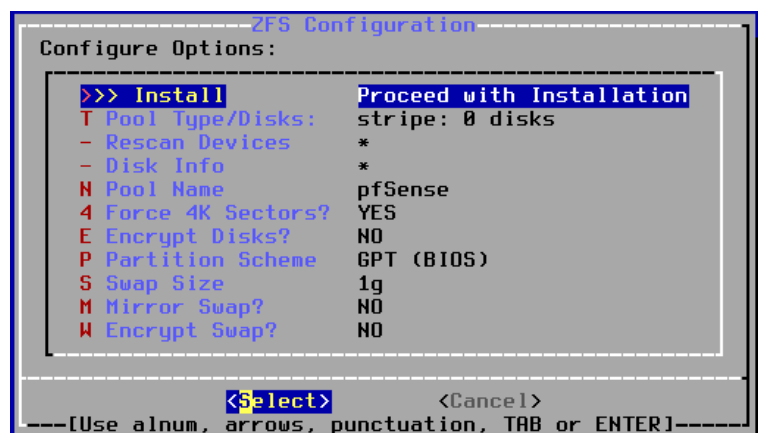 ZFS Configuration
Configure Options:
>>> Install Proceed with Installation
T Pool Type/Disks: stripe: 0 disks
- Rescan Devices *
- Disk Info *
N Pool Name pfSense
4 Force 4K Sectors? YES
E Encrypt Disks? NO
P Partition Scheme GPT (BIOS)
S Swap Size 1g
M Mirror Swap? NO
W Encrypt Swap? NO
<Select> <Cancel>
[Use alnum, arrows, punctuation, TAB or ENTER]